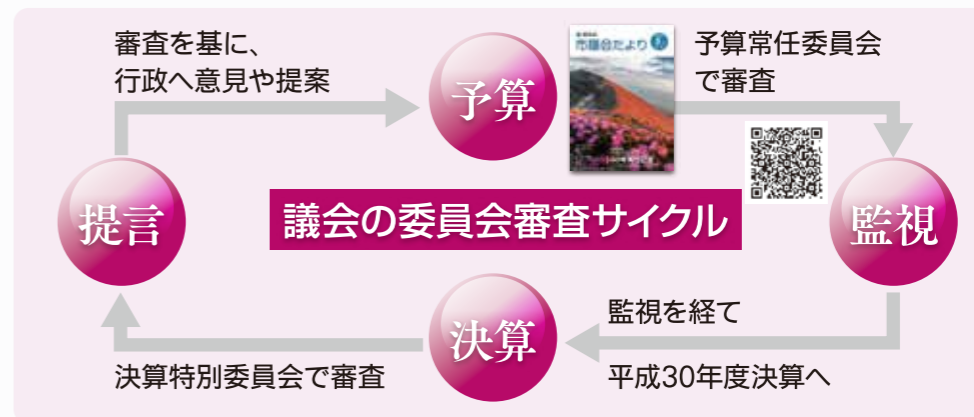 審査を基に、
行政へ意見や提案
予算
市議会だより
予算常任委員会
で審査
提言
議会の委員会審査サイクル
監視
決算
監視を経て
決算特別委員会で審査
平成30年度決算へ